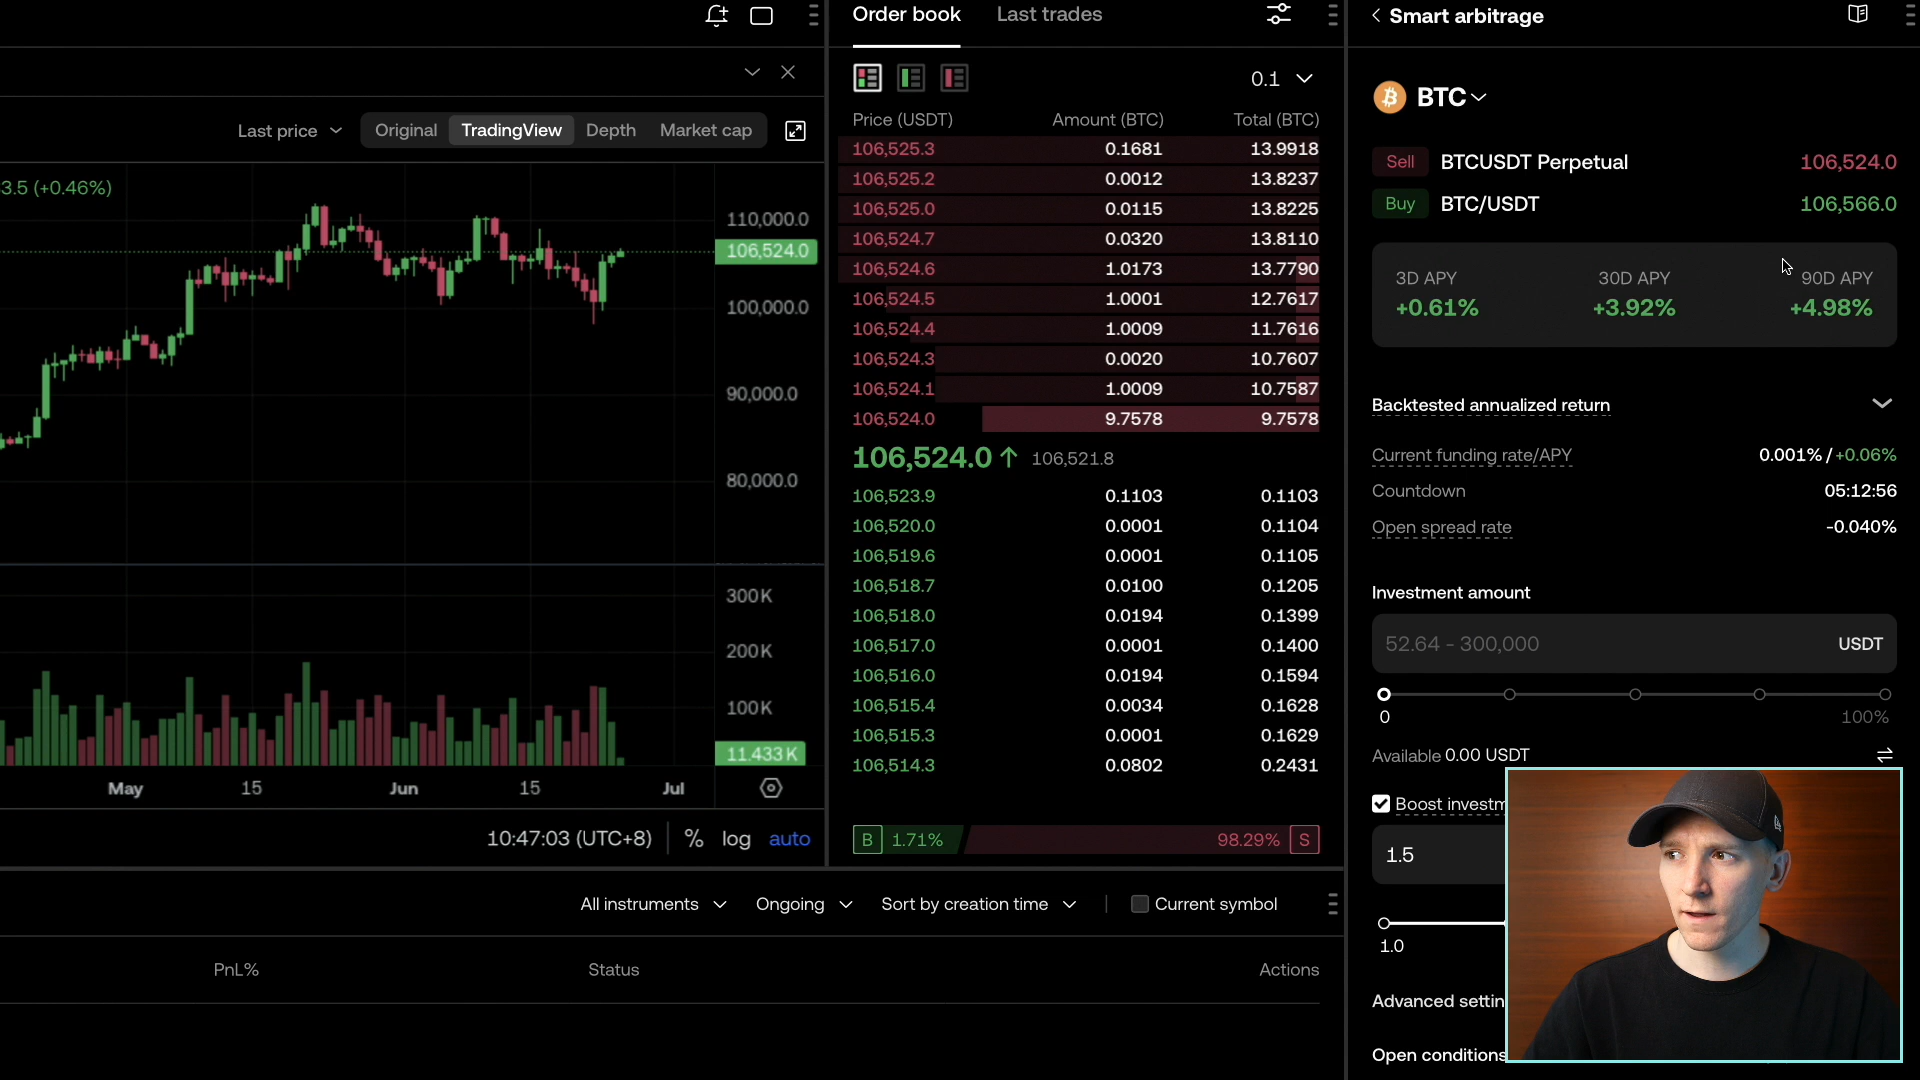 Order book
Last trades
Smart arbitrage
Last price
Original
TradingView
Depth
Market cap
3.5 (+0.46%)
110,000.0
106,524.0
100,000.0
90,000.0
80,000.0
300K
200K
100K
11.433K
May
15
Jun
15
Jul
10:47:03 (UTC+8)
%
log
auto
0.1
Price (USDT) Amount (BTC) Total (BTC)
106,525.3 0.1681 13.9918
106,525.2 0.0012 13.8237
106,525.0 0.0115 13.8225
106,524.7 0.0320 13.8110
106,524.6 1.0173 13.7790
106,524.5 1.0001 12.7617
106,524.4 1.0009 11.7616
106,524.3 0.0020 10.7607
106,524.1 1.0009 10.7587
106,524.0 9.7578 9.7578
106,524.0↑ 106,521.8
106,523.9 0.1103 0.1103
106,520.0 0.0001 0.1104
106,519.6 0.0001 0.1105
106,518.7 0.0100 0.1205
106,518.0 0.0194 0.1399
106,517.0 0.0001 0.1400
106,516.0 0.0194 0.1594
106,515.4 0.0034 0.1628
106,515.3 0.0001 0.1629
106,514.3 0.0802 0.2431
B 1.71% 98.29% S
BTC
Sell BTCUSDT Perpetual 106,524.0
Buy BTC/USDT 106,566.0
3D APY 30D APY 90D APY
+0.61% +3.92% +4.98%
Backtested annualized return
Current funding rate/APY 0.001% / +0.06%
Countdown 05:12:56
Open spread rate -0.040%
Investment amount
52.64 - 300,000 USDT
0 100%
Available 0.00 USDT
Boost investm
1.5
1.0
Advanced settin
Open conditions
All instruments
Ongoing
Sort by creation time
Current symbol
PnL% Status Actions